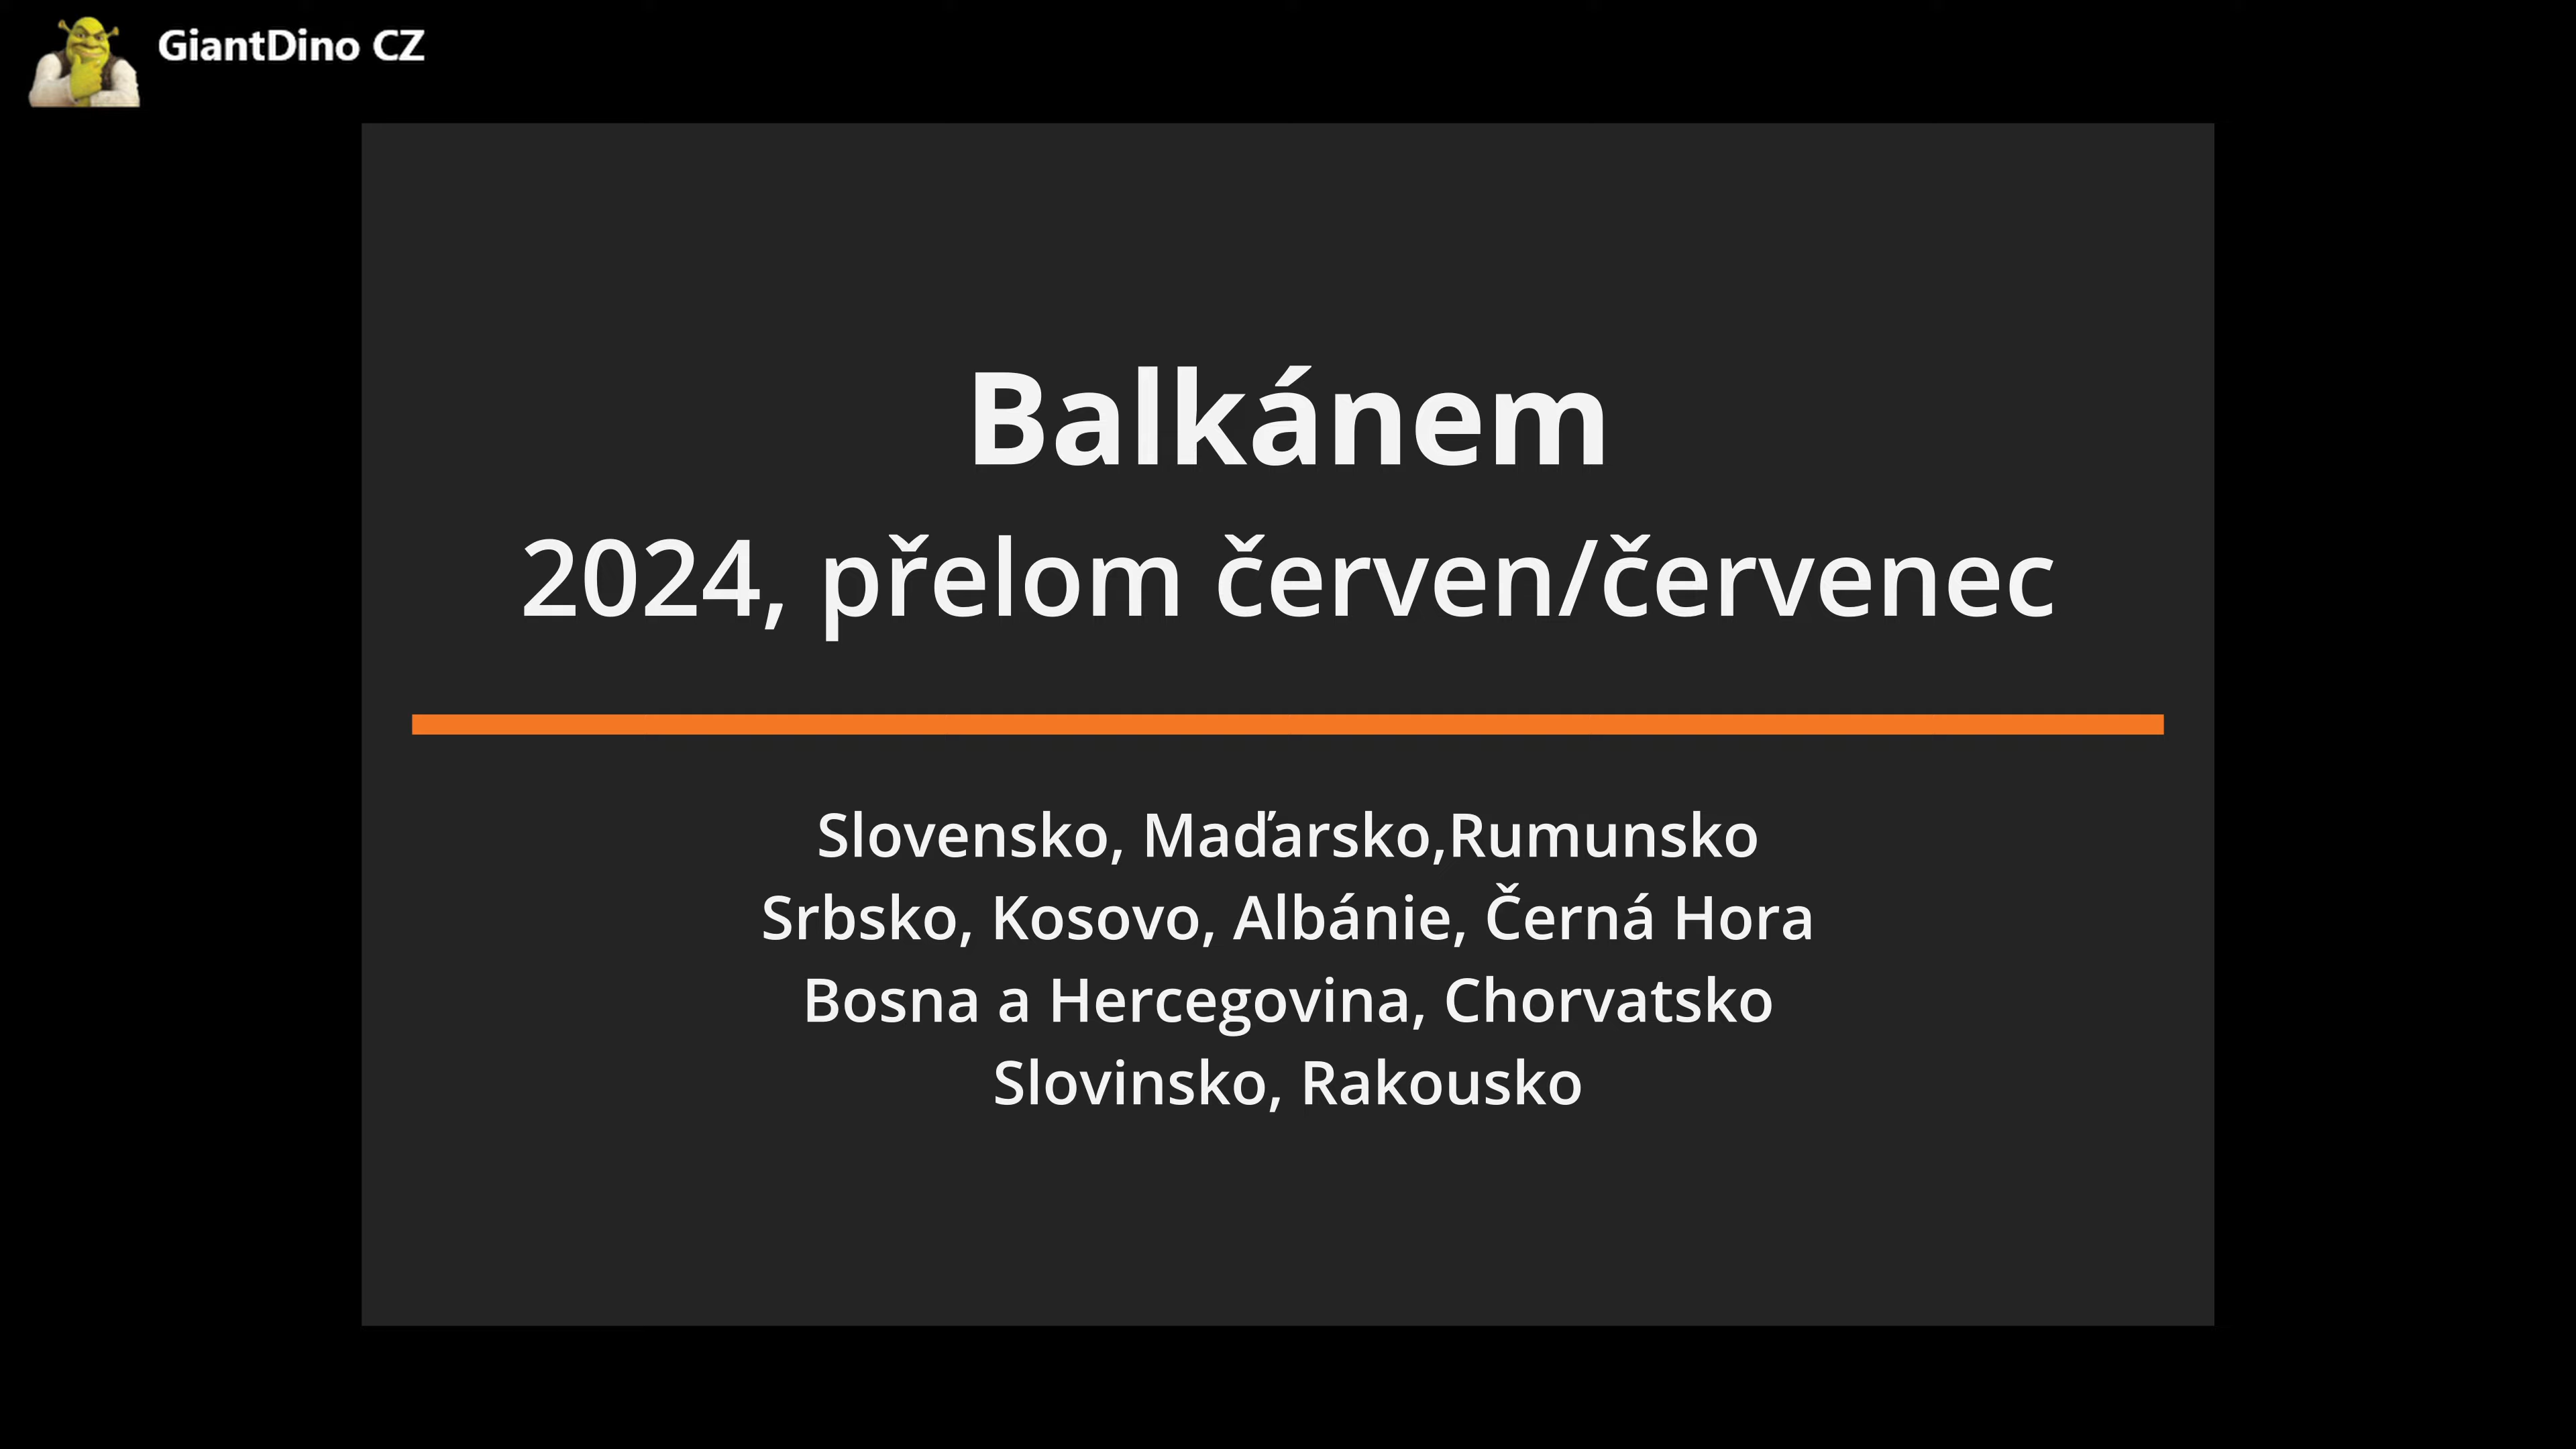 GiantDino CZ
Balkánem
2024, přelom červen/červenec
Slovensko, Maďarsko,Rumunsko
Srbsko, Kosovo, Albánie, Černá Hora
Bosna a Hercegovina, Chorvatsko
Slovinsko, Rakousko